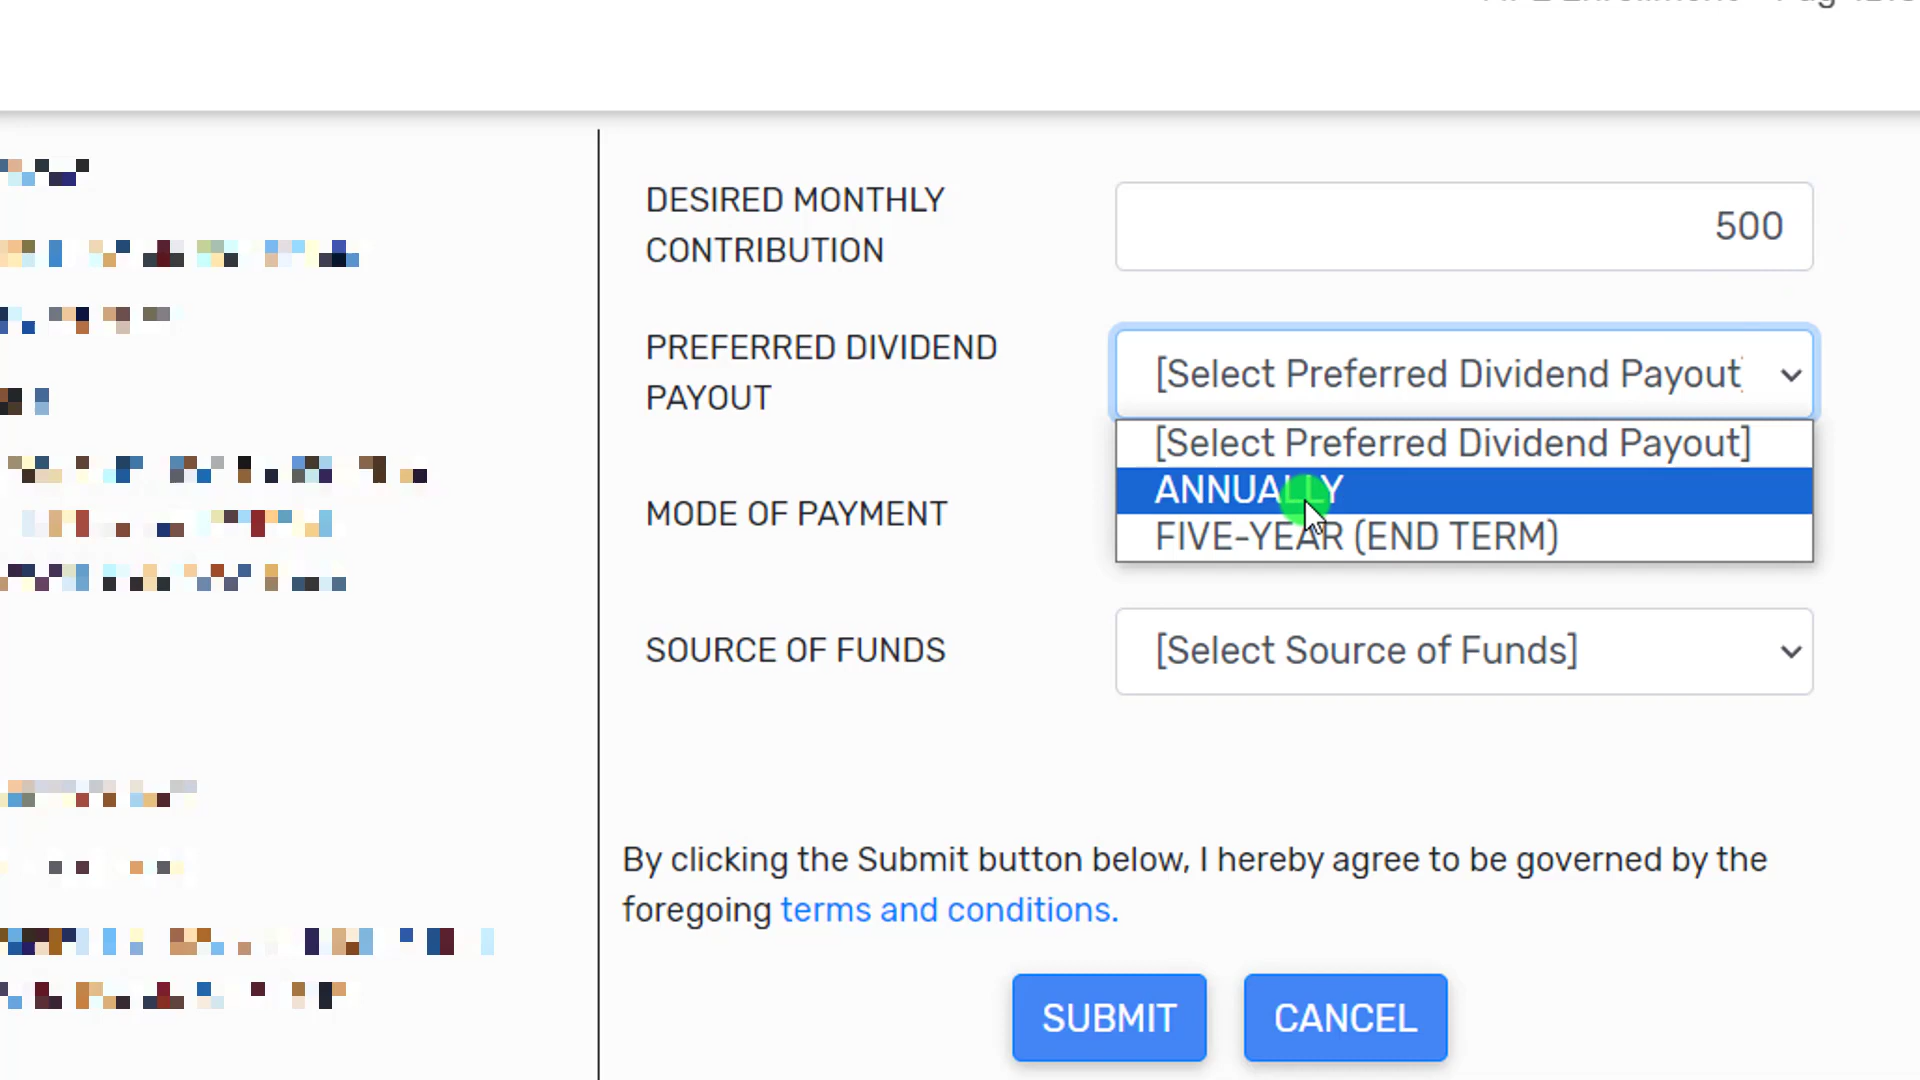 DESIRED MONTHLY
CONTRIBUTION
500
PREFERRED DIVIDEND
PAYOUT
[Select Preferred Dividend Payout
[Select Preferred Dividend Payout]
ANNUALLY
FIVE-YEAR (END TERM)
MODE OF PAYMENT
SOURCE OF FUNDS
[Select Source of Funds]
By clicking the Submit button below, I hereby agree to be governed by the
foregoing terms and conditions.
SUBMIT
CANCEL